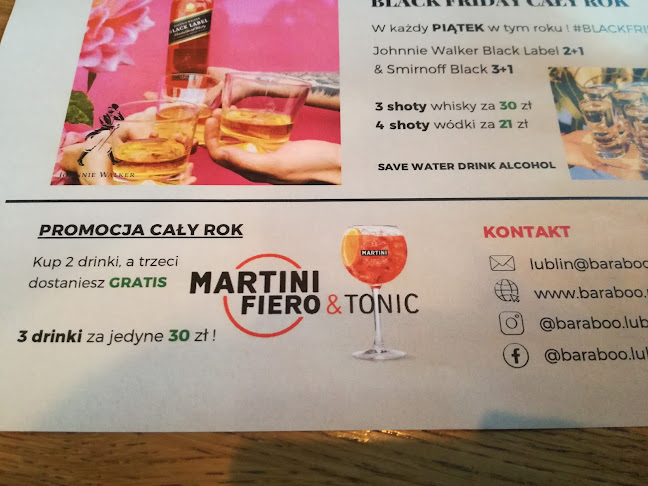 BLACK FRIDAY CAŁY ROK
W każdy PIĄTEK w tym roku ! #BLACKFRI
Johnnie Walker Black Label 2+1
& Smirnoff Black 3+1
3 shoty whisky za 30 zł
4 shoty wódki za 21 zł
SAVE WATER DRINK ALCOHOL
BLACK LABEL
JOHNNIE WALKER
PROMOCJA CAŁY ROK
Kup 2 drinki, a trzeci
dostaniesz GRATIS
3 drinki za jedyne 30 zł !
MARTINI
FIERO & TONIC
MARTINI
KONTAKT
lublin@baraboo
www.baraboo.
@baraboo.lub
@baraboo.lul